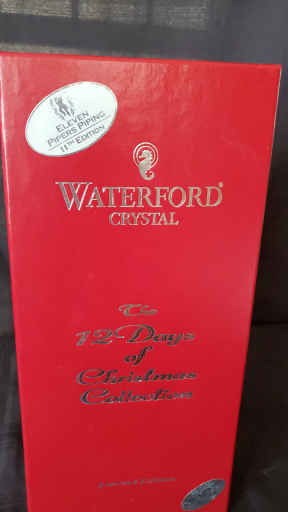 ELEVEN
PIPERS PIPING
11TH EDITION
WATERFORD®
CRYSTAL
The
12-Days
of
Christmas
Collection